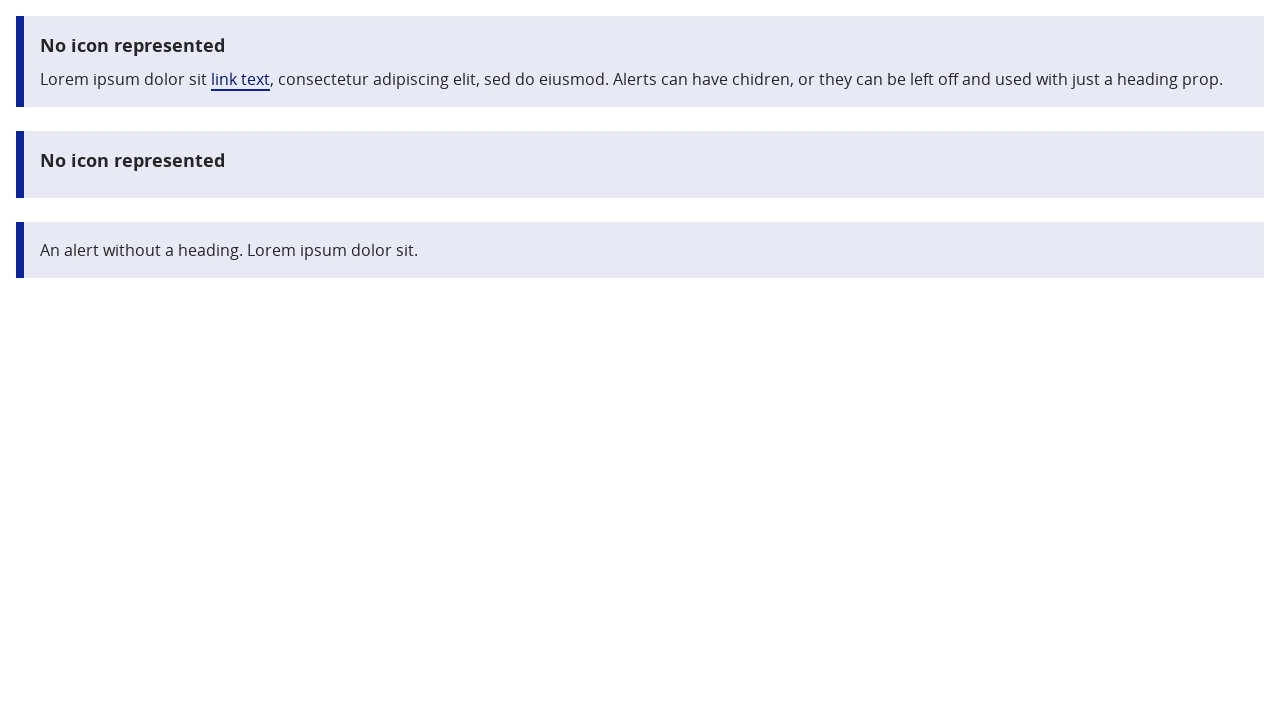 No icon represented
Lorem ipsum dolor sit link text, consectetur adipiscing elit, sed do eiusmod. Alerts can have chidren, or they can be left off and used with just a heading prop.
No icon represented
An alert without a heading. Lorem ipsum dolor sit.